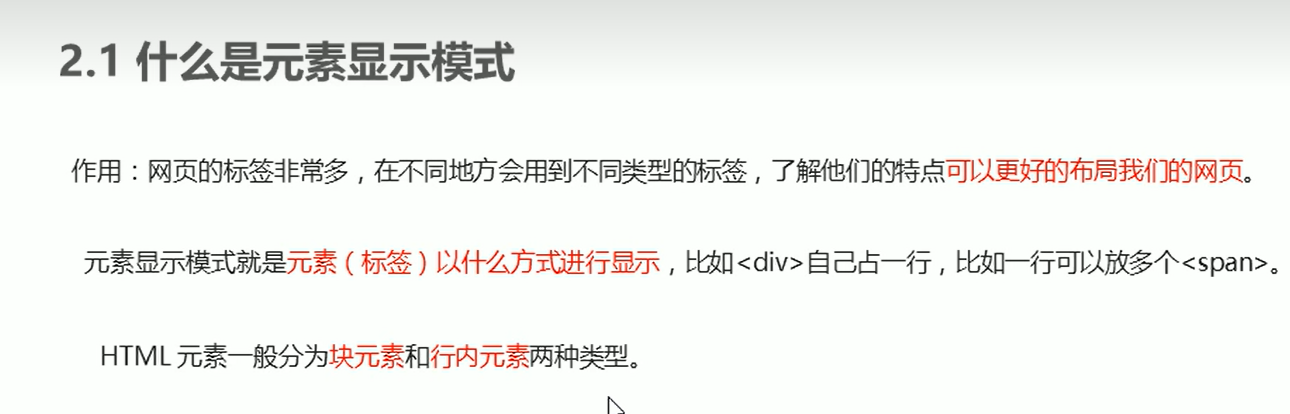 2.1 什么是元素显示模式
作用：网页的标签非常多，在不同地方会用到不同类型的标签，了解他们的特点可以更好的布局我们的网页。
元素显示模式就是元素（标签）以什么方式进行显示，比如<div>自己占一行，比如一行可以放多个<span>。
HTML 元素一般分为块元素和行内元素两种类型。